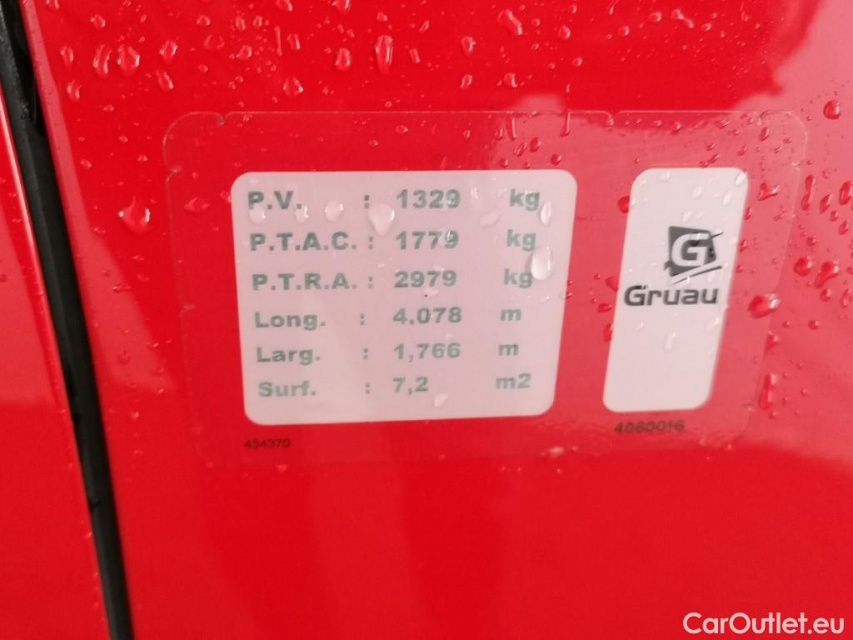 P.V. : 1329 kg
P.T.A.C. : 1779 kg
P.T.R.A. : 2979 kg
Long. : 4.078 m
Larg. : 1,766 m
Surf. : 7,2 m2
434370
G
Gruau
4060016
CarOutlet.eu